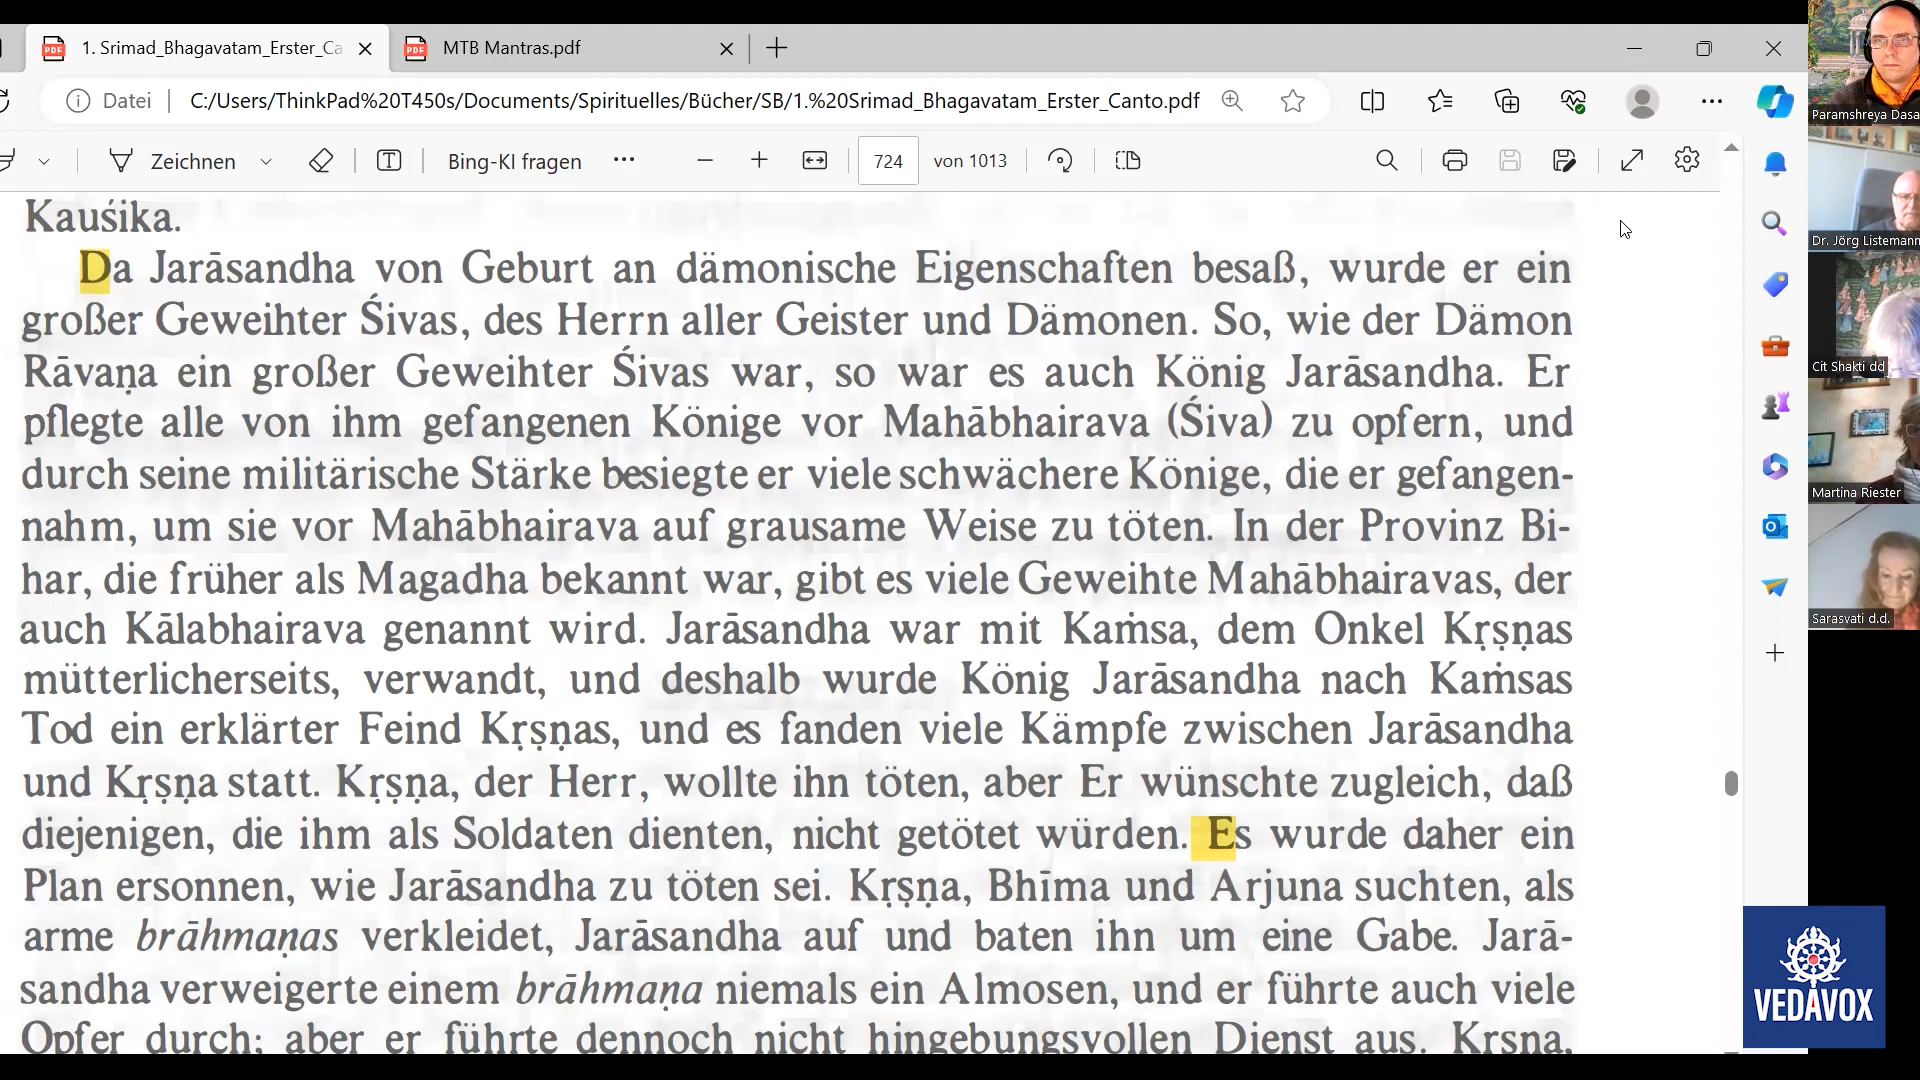 1. Srimad_Bhagavatam_Erster_Ca
MTB Mantras.pdf
Datei
C:/Users/ThinkPad%20T450s/Documents/Spirituelles/Bücher/SB/1.%20Srimad_Bhagavatam_Erster_Canto.pdf
Zeichnen
Bing-KI fragen
724
von 1013
Kauśika.
Da Jarāsandha von Geburt an dämonische Eigenschaften besaß, wurde er ein
großer Geweihter Śivas, des Herrn aller Geister und Dämonen. So, wie der Dämon
Rāvaṇa ein großer Geweihter Śivas war, so war es auch König Jarāsandha. Er
pflegte alle von ihm gefangenen Könige vor Mahābhairava (Śiva) zu opfern, und
durch seine militärische Stärke besiegte er viele schwächere Könige, die er gefangen-
nahm, um sie vor Mahābhairava auf grausame Weise zu töten. In der Provinz Bi-
har, die früher als Magadha bekannt war, gibt es viele Geweihte Mahābhairavas, der
auch Kālabhairava genannt wird. Jarāsandha war mit Kaṁsa, dem Onkel Kṛṣṇas
mütterlicherseits, verwandt, und deshalb wurde König Jarāsandha nach Kaṁsas
Tod ein erklärter Feind Kṛṣṇas, und es fanden viele Kämpfe zwischen Jarāsandha
und Kṛṣṇa statt. Kṛṣṇa, der Herr, wollte ihn töten, aber Er wünschte zugleich, daß
diejenigen, die ihm als Soldaten dienten, nicht getötet würden. Es wurde daher ein
Plan ersonnen, wie Jarāsandha zu töten sei. Kṛṣṇa, Bhīma und Arjuna suchten, als
arme brāhmaṇas verkleidet, Jarāsandha auf und baten ihn um eine Gabe. Jarā-
sandha verweigerte einem brāhmaṇa niemals ein Almosen, und er führte auch viele
Opfer durch; aber er führte dennoch nicht hingebungsvollen Dienst aus. Kṛṣṇa,
Paramshreya Dasa
Dr. Jörg Listemann
Cit Shakti dd
Martina Riester
Sarasvati d.d.
VEDAVOX